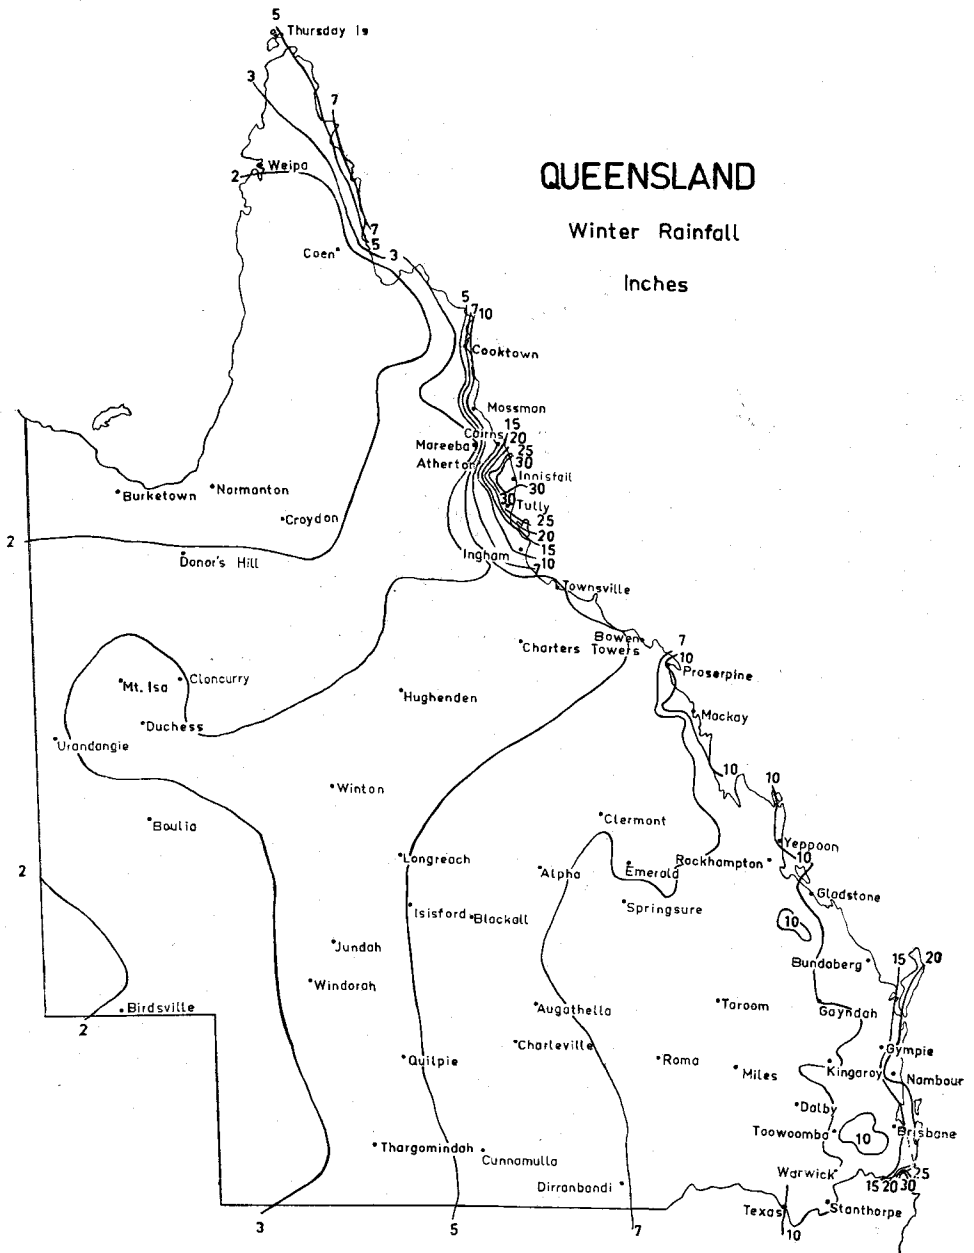 5
Thursday Is
3
7
QUEENSLAND
Weipa
2
Winter Rainfall
7
5
Coen
3
Inches
5
7 10
Cooktown
Mossman
15
Cairns
20
Mareeba
25
Atherton
30
Innisfail
Burketown
Normanton
30
30
Tully
Croydon
25
2
20
15
Donor's Hill
Ingham
10
7
Townsville
Bowen
7
Charters Towers
10
Proserpine
Mt. Isa
Cloncurry
Hughenden
Mackay
Duchess
Urandangie
10
10
Winton
Boulia
Clermont
Yeppoon
Longreach
Rockhampton
10
2
Alpha
Emerald
Gladstone
Isisford
Blackall
Springsure
10
Jundah
Bundaberg
15
20
Windorah
Birdsville
Augathella
Taroom
Gayndah
2
Charleville
Gympie
Quilpie
Roma
Miles
Kingaroy
Nambour
Dalby
Toowoomba
10
Brisbane
Thargomindah
Cunnamulla
Warwick
25
15 20 30
Dirranbandi
Texas
Stanthorpe
3
5
7
10